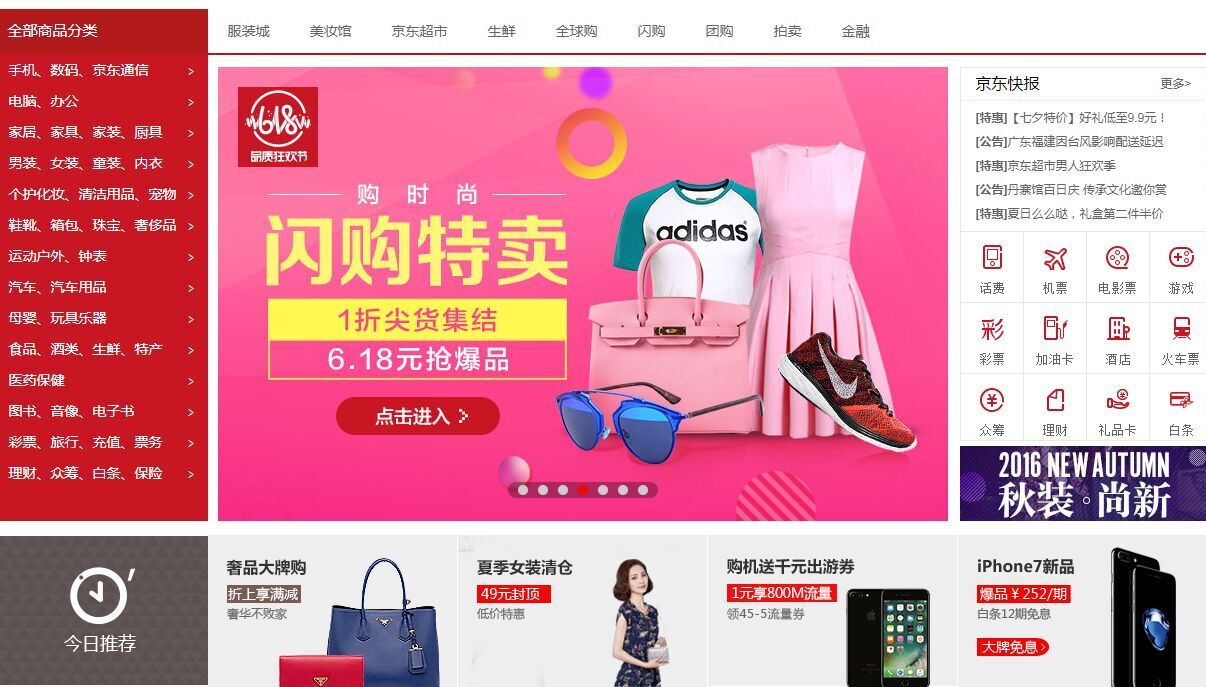 全部商品分类
服装城
美妆馆
京东超市
生鲜
全球购
闪购
团购
拍卖
金融
手机、数码、京东通信 >
电脑、办公 >
家居、家具、家装、厨具 >
男装、女装、童装、内衣 >
个护化妆、清洁用品、宠物 >
鞋靴、箱包、珠宝、奢侈品 >
运动户外、钟表 >
汽车、汽车用品 >
母婴、玩具乐器 >
食品、酒类、生鲜、特产 >
医药保健 >
图书、音像、电子书 >
彩票、旅行、充值、票务 >
理财、众筹、白条、保险 >
618
品质狂欢节
购时尚
闪购特卖
1折尖货集结
6.18元抢爆品
点击进入
adidas
京东快报
更多>
[特惠]【七夕特价】好礼低至9.9元！
[公告]广东福建因台风影响配送延迟
[特惠]京东超市男人狂欢季
[公告]丹寨馆百日庆 传承文化邀你赏
[特惠]夏日么么哒，礼盒第二件半价
话费
机票
电影票
游戏
彩
彩票
加油卡
酒店
火车票
¥
众筹
理财
礼品卡
白条
2016 NEW AUTUMN
秋装。尚新
今日推荐
奢品大牌购
折上享满减
奢华不败家
夏季女装清仓
49元封顶
低价特惠
购机送千元出游券
1元享800M流量
领45-5流量券
iPhone7新品
爆品￥252/期
白条12期免息
大牌免息>